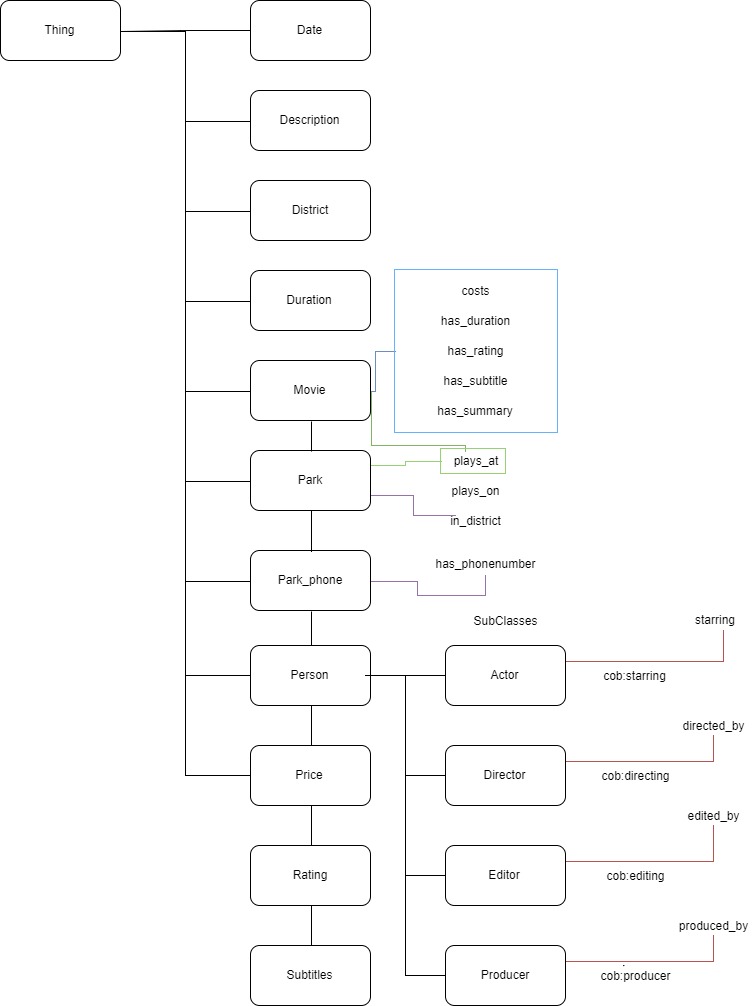 Thing
Date
Description
District
Duration
costs
has_duration
has_rating
has_subtitle
has_summary
Movie
plays_at
Park
plays_on
in_district
has_phonenumber
Park_phone
SubClasses
starring
Person
Actor
cob:starring
directed_by
Price
Director
cob:directing
edited_by
Rating
Editor
cob:editing
produced_by
Subtitles
Producer
cob:producer